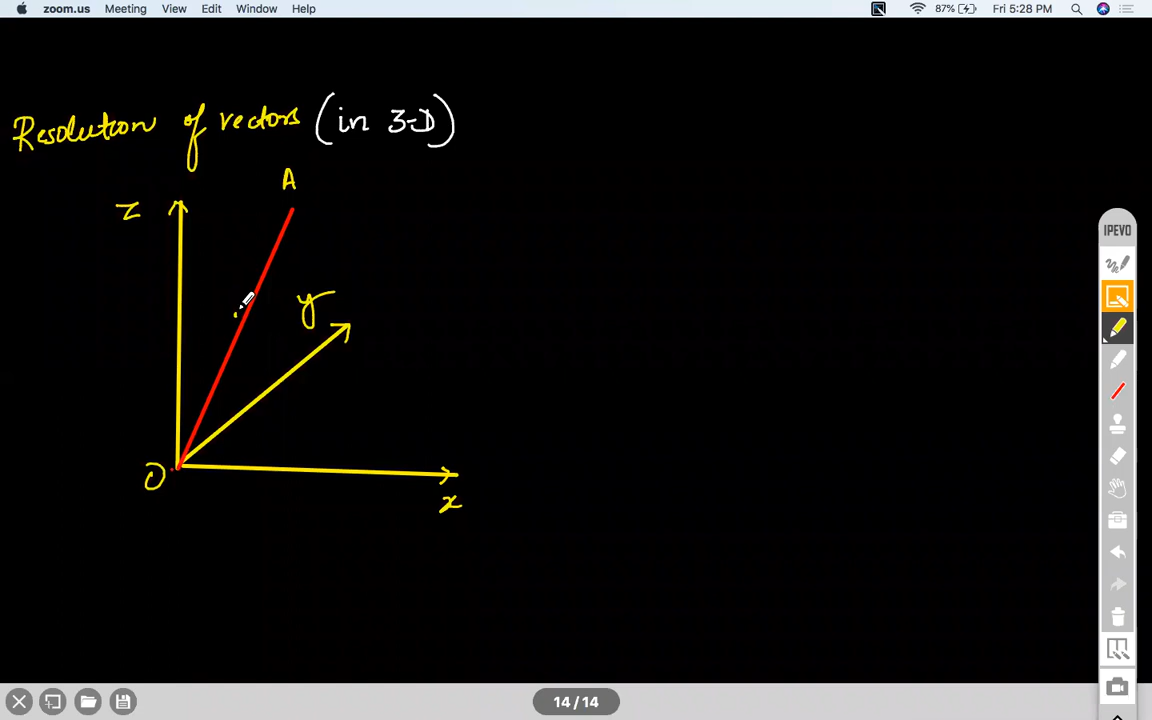 zoom.us Meeting View Edit Window Help 87% Fri 5:28 PM
Resolution of vectors (in 3-D)
A
Z
y
IPEVO
O
x
14 / 14